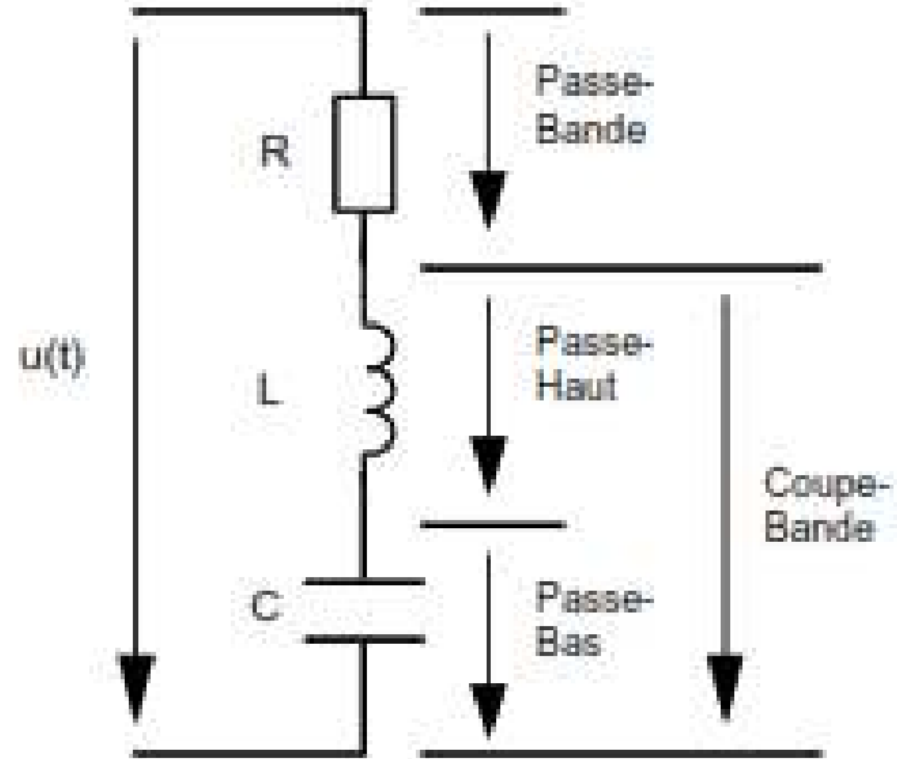 Passe-
Bande
R
Passe-
Haut
u(t)
L
Coupe-
Bande
Passe-
Bas
C